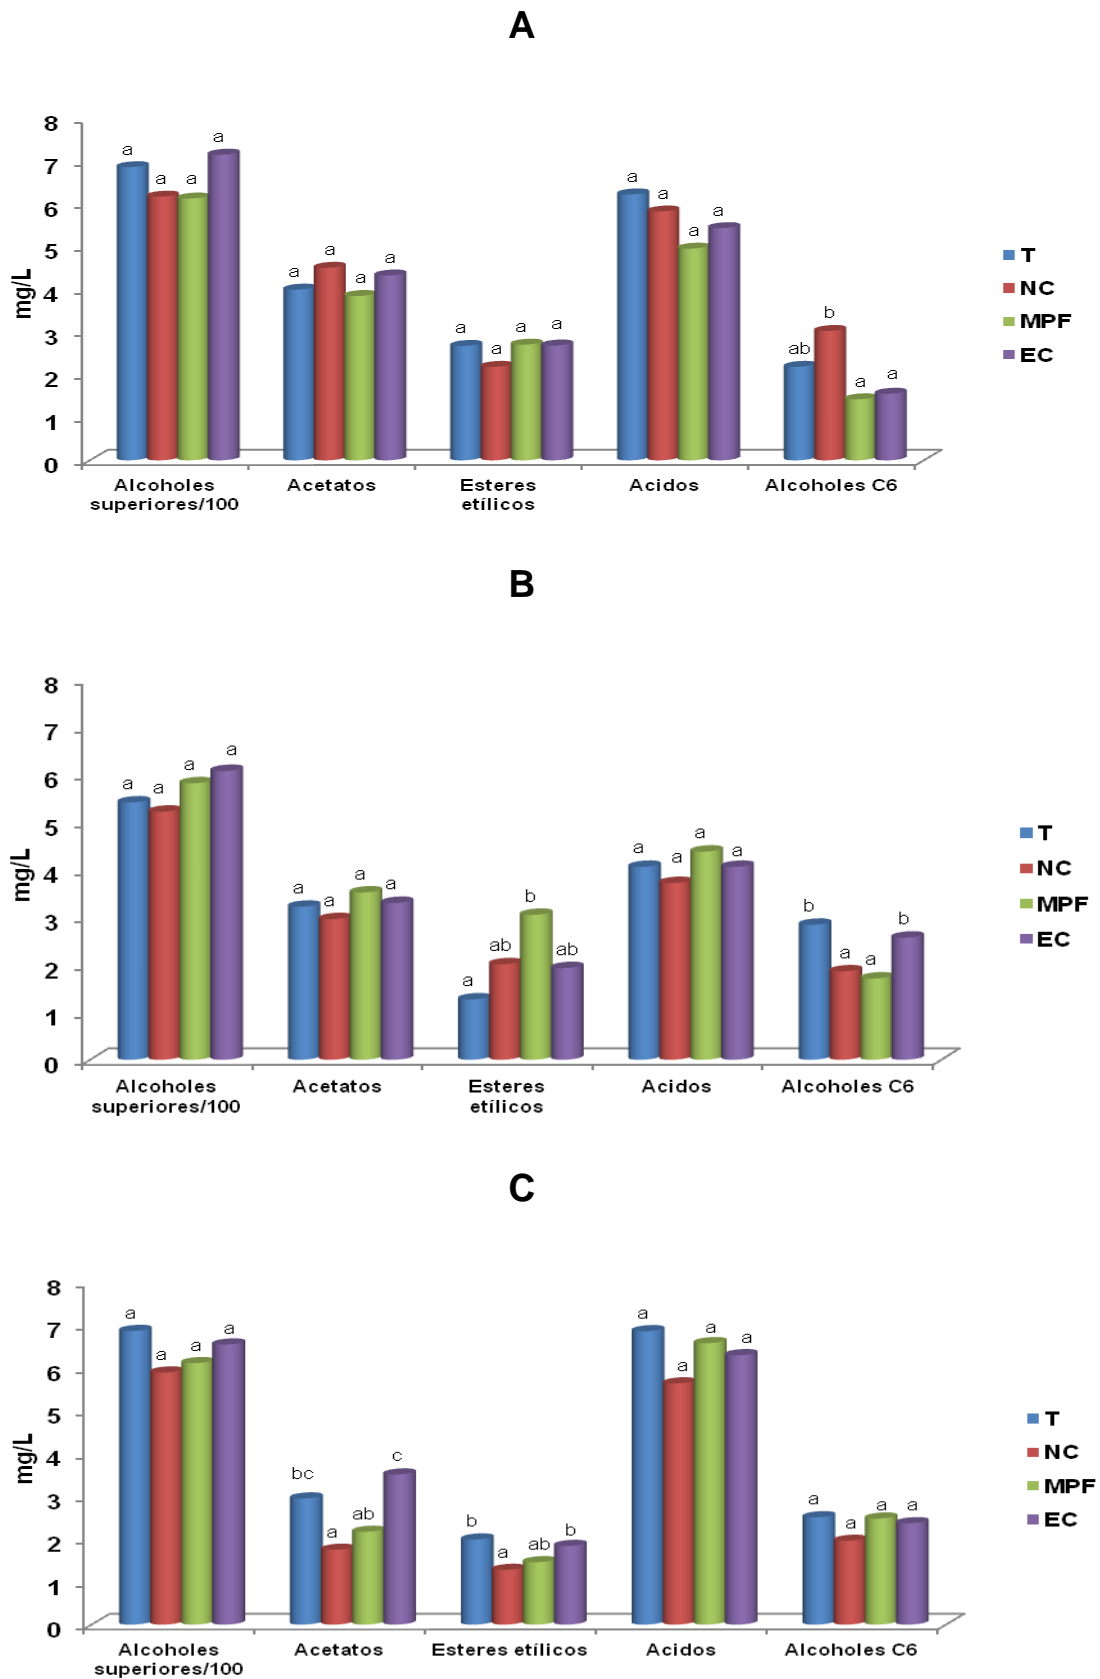 A
8
7
6
5
4
3
2
1
0
mg/L
a a a a
a a a a
a a a a
a a a a
ab b a a
Alcoholes superiores/100
Acetatos
Esteres etílicos
Acidos
Alcoholes C6
T
NC
MPF
EC
B
8
7
6
5
4
3
2
1
0
mg/L
a a a a
a a a a
a ab b ab
a a a a
b a a b
Alcoholes superiores/100
Acetatos
Esteres etílicos
Acidos
Alcoholes C6
T
NC
MPF
EC
C
8
7
6
5
4
3
2
1
0
mg/L
a a a a
bc a ab c
b a ab b
a a a a
a a a a
Alcoholes superiores/100
Acetatos
Esteres etílicos
Acidos
Alcoholes C6
T
NC
MPF
EC